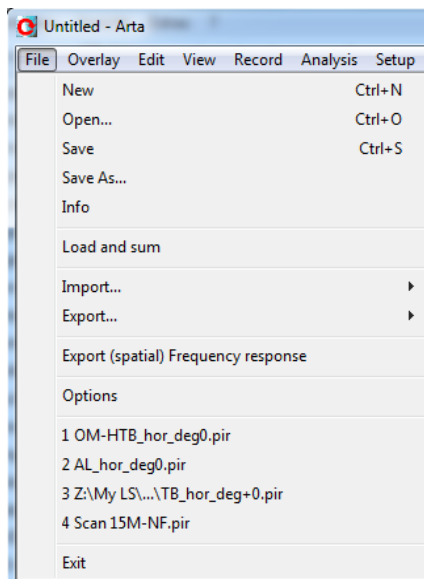 Untitled - Arta
File Overlay Edit View Record Analysis Setup
New Ctrl+N
Open... Ctrl+O
Save Ctrl+S
Save As...
Info
Load and sum
Import...
Export...
Export (spatial) Frequency response
Options
1 OM-HTB_hor_deg0.pir
2 AL_hor_deg0.pir
3 Z:\My LS\...\TB_hor_deg+0.pir
4 Scan 15M-NF.pir
Exit